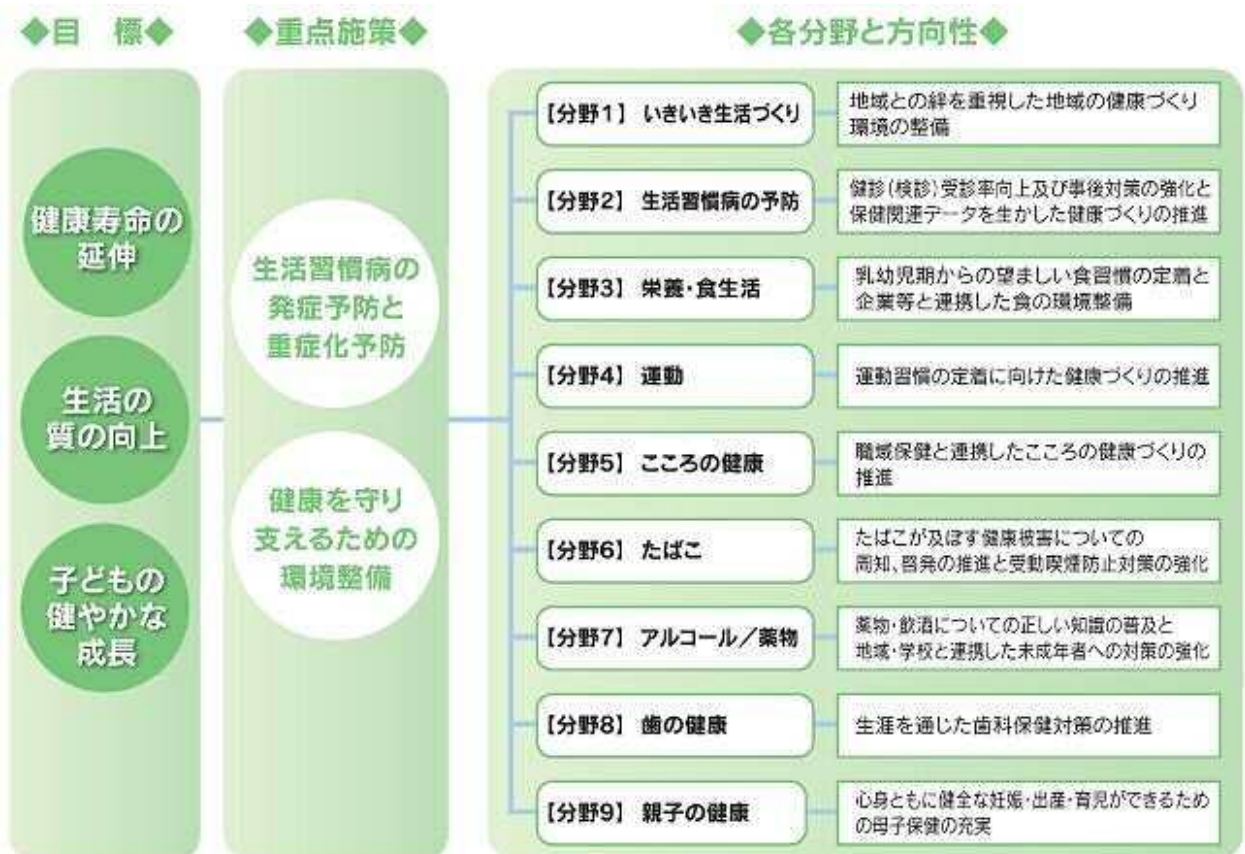 ◆目　標◆
◆重点施策◆
◆各分野と方向性◆
健康寿命の
延伸
生活の
質の向上
子どもの
健やかな
成長
生活習慣病の
発症予防と
重症化予防
健康を守り
支えるための
環境整備
【分野1】 いきいき生活づくり
地域との絆を重視した地域の健康づくり
環境の整備
【分野2】 生活習慣病の予防
健診(検診)受診率向上及び事後対策の強化と
保健関連データを生かした健康づくりの推進
【分野3】 栄養・食生活
乳幼児期からの望ましい食習慣の定着と
企業等と連携した食の環境整備
【分野4】 運動
運動習慣の定着に向けた健康づくりの推進
【分野5】 こころの健康
職域保健と連携したこころの健康づくりの
推進
【分野6】 たばこ
たばこが及ぼす健康被害についての
周知、啓発の推進と受動喫煙防止対策の強化
【分野7】 アルコール／薬物
薬物・飲酒についての正しい知識の普及と
地域・学校と連携した未成年者への対策の強化
【分野8】 歯の健康
生涯を通じた歯科保健対策の推進
【分野9】 親子の健康
心身ともに健全な妊娠・出産・育児ができるため
の母子保健の充実